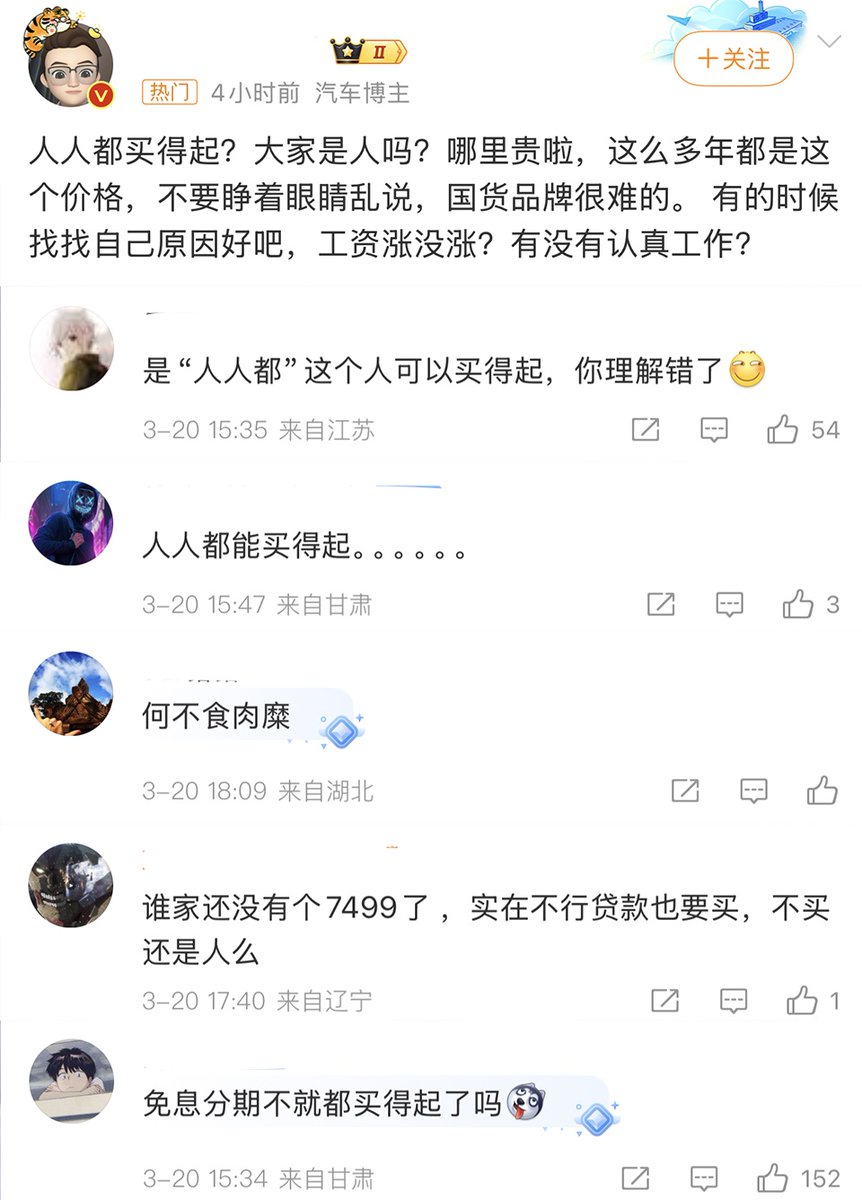 II
+关注
热门 4小时前 汽车博主
人人都买得起？大家是人吗？哪里贵啦，这么多年都是这
个价格，不要睁着眼睛乱说，国货品牌很难的。 有的时候
找找自己原因好吧，工资涨没涨？有没有认真工作？
是“人人都”这个人可以买得起，你理解错了
3-20 15:35 来自江苏 54
人人都能买得起。。。。。。
3-20 15:47 来自甘肃 3
何不食肉糜
3-20 18:09 来自湖北
谁家还没有个7499了 ，实在不行贷款也要买，不买
还是人么
3-20 17:40 来自辽宁 1
免息分期不就都买得起了吗
3-20 15:34 来自甘肃 152